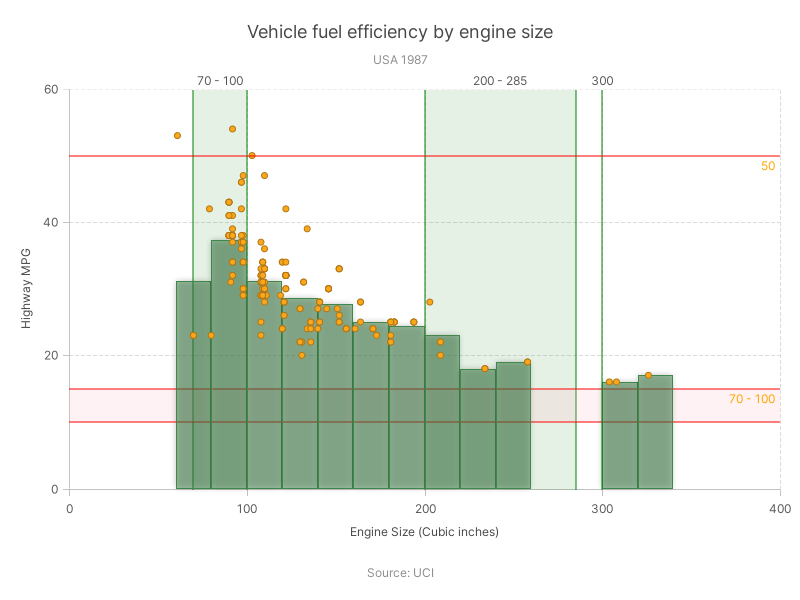 Vehicle fuel efficiency by engine size
USA 1987
70 - 100
200 - 285
300
60
50
40
20
70 - 100
0
Highway MPG
0
100
200
300
400
Engine Size (Cubic inches)
Source: UCI